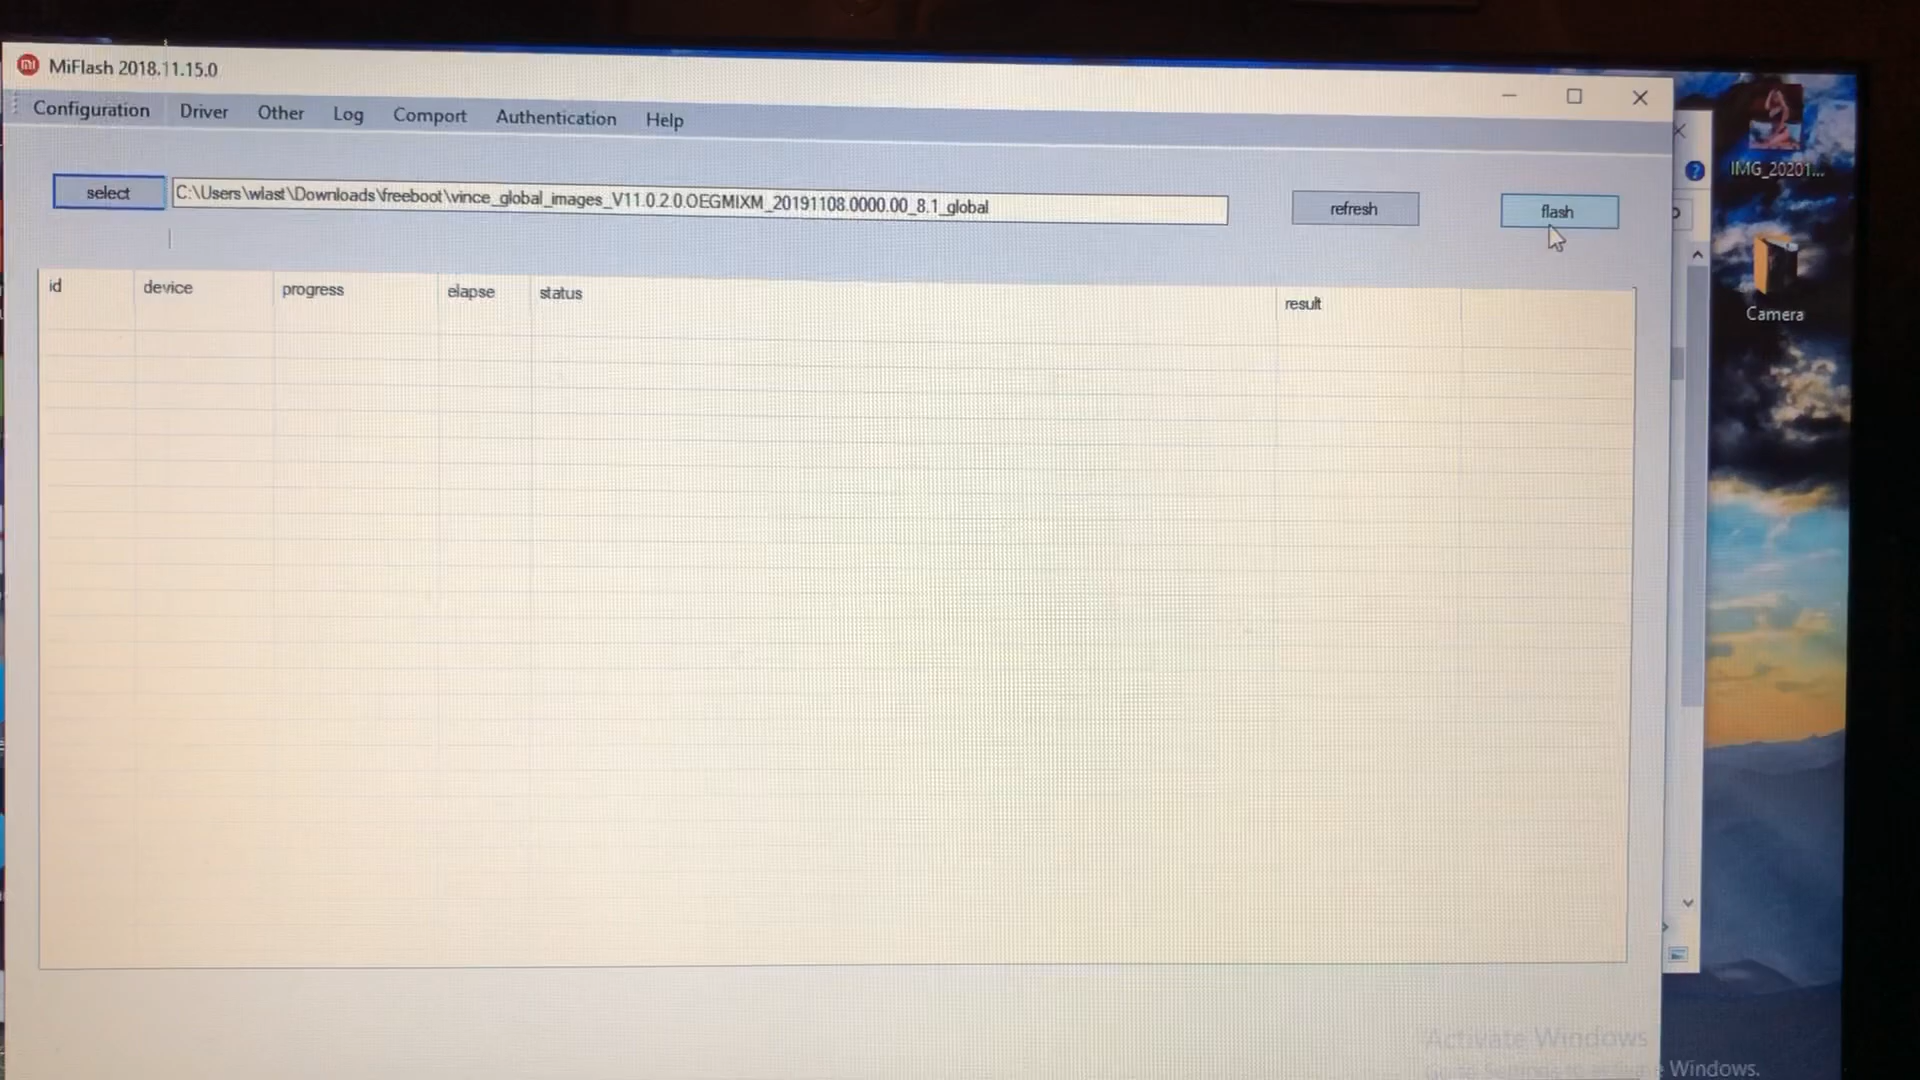 MiFlash 2018.11.15.0
Configuration Driver Other Log Comport Authentication Help
select C:\Users\wlast\Downloads\freeboot\vince_global_images_V11.0.2.0.OEGMIXM_20191108.0000.00_8.1_global refresh flash
id device progress elapse status result
IMG_20201...
Camera
Activate Windows
Windows.